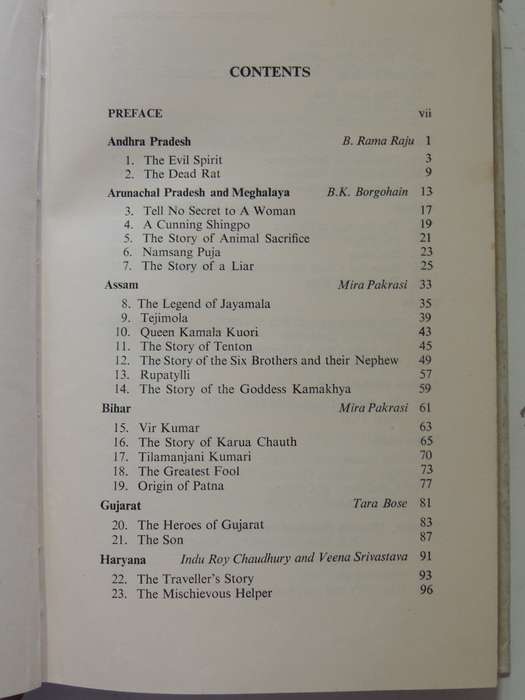 CONTENTS
PREFACE vii
Andhra Pradesh B. Rama Raju 1
1. The Evil Spirit 3
2. The Dead Rat 9
Arunachal Pradesh and Meghalaya B.K. Borgohain 13
3. Tell No Secret to A Woman 17
4. A Cunning Shingpo 19
5. The Story of Animal Sacrifice 21
6. Namsang Puja 23
7. The Story of a Liar 25
Assam Mira Pakrasi 33
8. The Legend of Jayamala 35
9. Tejimola 39
10. Queen Kamala Kuori 43
11. The Story of Tenton 45
12. The Story of the Six Brothers and their Nephew 49
13. Rupatylli 57
14. The Story of the Goddess Kamakhya 59
Bihar Mira Pakrasi 61
15. Vir Kumar 63
16. The Story of Karua Chauth 65
17. Tilamanjani Kumari 70
18. The Greatest Fool 73
19. Origin of Patna 77
Gujarat Tara Bose 81
20. The Heroes of Gujarat 83
21. The Son 87
Haryana Indu Roy Chaudhury and Veena Srivastava 91
22. The Traveller's Story 93
23. The Mischievous Helper 96